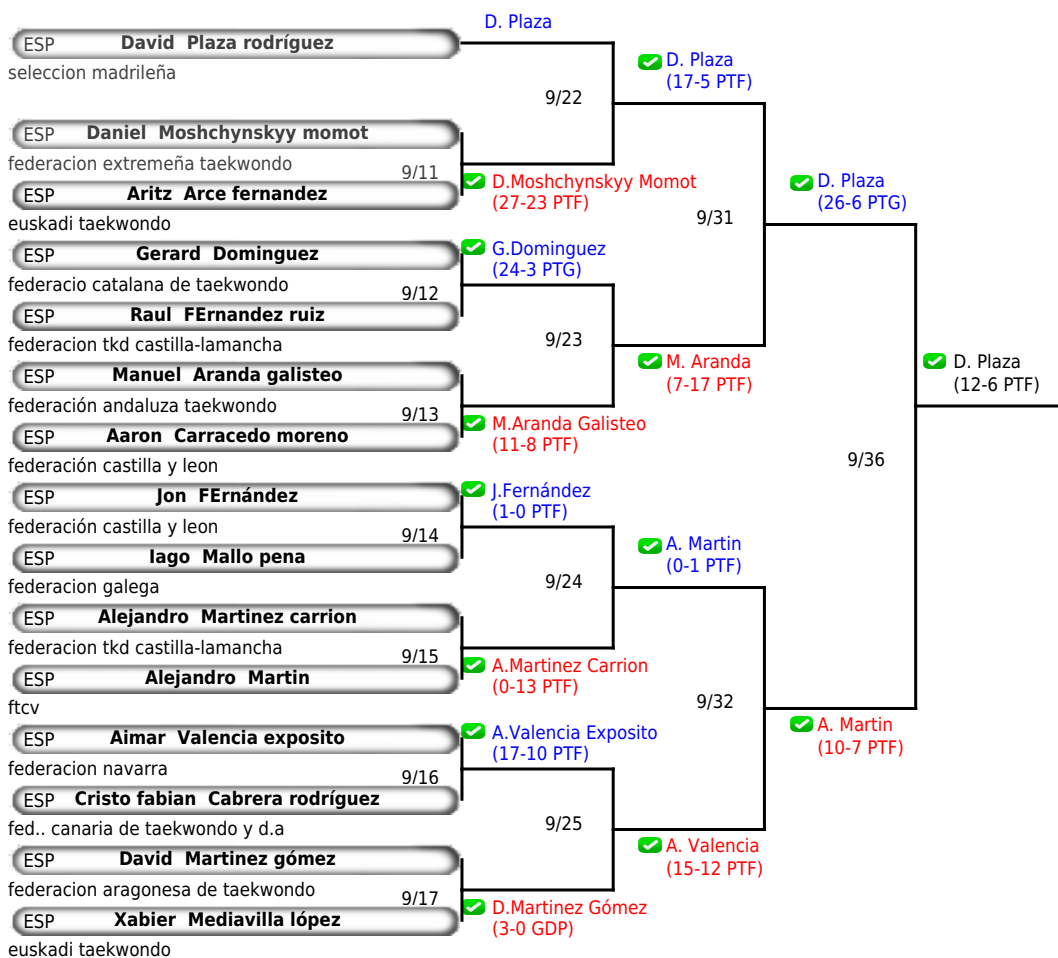 D. Plaza
ESP David Plaza rodríguez
seleccion madrileña
D. Plaza
(17-5 PTF)
9/22
ESP Daniel Moshchynskyy momot
federacion extremeña taekwondo
9/11
D.Moshchynskyy Momot
(27-23 PTF)
ESP Aritz Arce fernandez
euskadi taekwondo
D. Plaza
(26-6 PTG)
9/31
ESP Gerard Dominguez
G.Dominguez
(24-3 PTG)
federacio catalana de taekwondo
9/12
ESP Raul FErnandez ruiz
federacion tkd castilla-lamancha
9/23
ESP Manuel Aranda galisteo
M. Aranda
(7-17 PTF)
D. Plaza
(12-6 PTF)
federación andaluza taekwondo
9/13
M.Aranda Galisteo
(11-8 PTF)
ESP Aaron Carracedo moreno
federación castilla y leon
9/36
ESP Jon FErnández
J.Fernández
(1-0 PTF)
federación castilla y leon
9/14
A. Martin
(0-1 PTF)
ESP Iago Mallo pena
federacion galega
9/24
ESP Alejandro Martinez carrion
federacion tkd castilla-lamancha
9/15
A.Martinez Carrion
(0-13 PTF)
ESP Alejandro Martin
ftcv
9/32
A. Martin
(10-7 PTF)
ESP Aimar Valencia exposito
A.Valencia Exposito
(17-10 PTF)
federacion navarra
9/16
ESP Cristo fabian Cabrera rodríguez
fed.. canaria de taekwondo y d.a
9/25
A. Valencia
(15-12 PTF)
ESP David Martinez gómez
federacion aragonesa de taekwondo
9/17
D.Martinez Gómez
(3-0 GDP)
ESP Xabier Mediavilla lópez
euskadi taekwondo